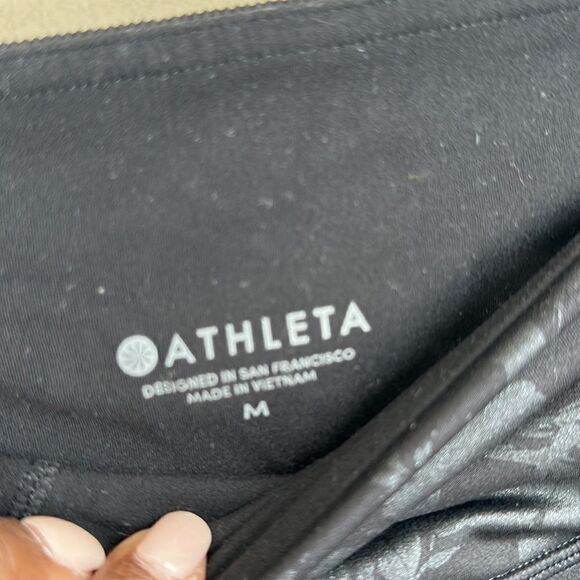 ATHLETA
DESIGNED IN SAN FRANCISCO
MADE IN VIETNAM
M